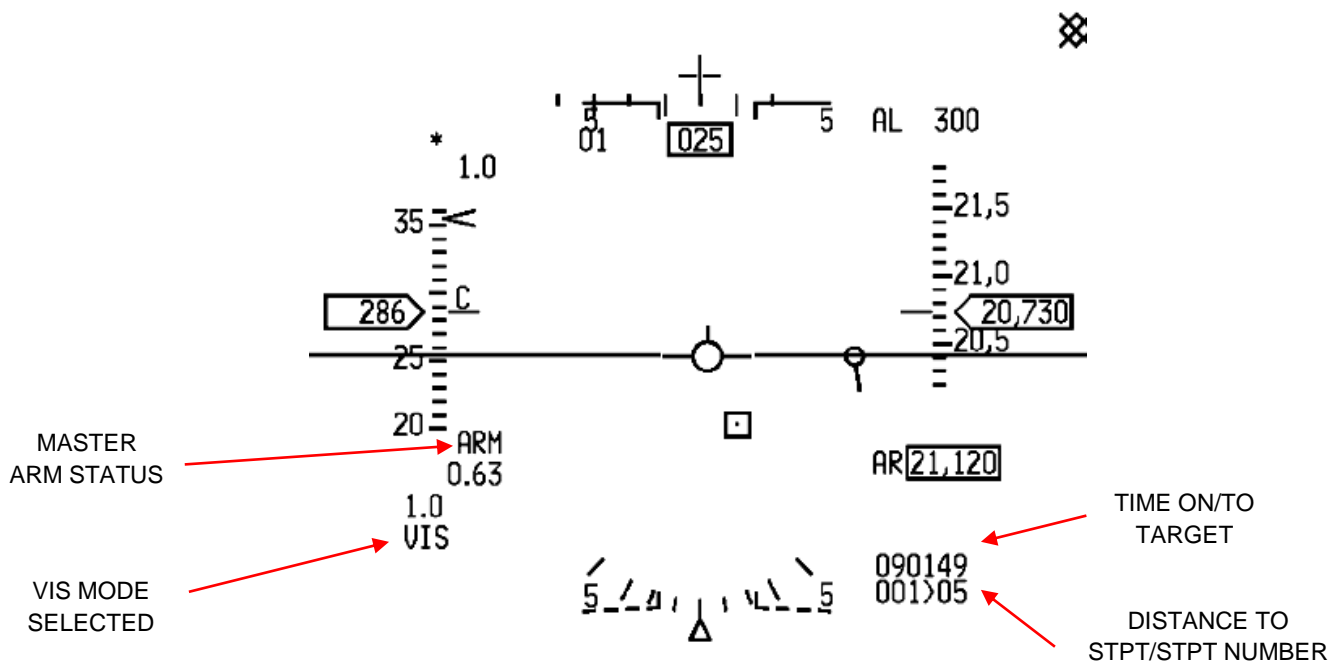 5
01
025
5
AL 300
*
1.0
35
21,5
21,0
C
286
20,730
20,5
25
20
MASTER
ARM STATUS
ARM
0.63
AR 21,120
1.0
VIS
TIME ON/TO
TARGET
VIS MODE
SELECTED
090149
001>05
5
5
DISTANCE TO
STPT/STPT NUMBER